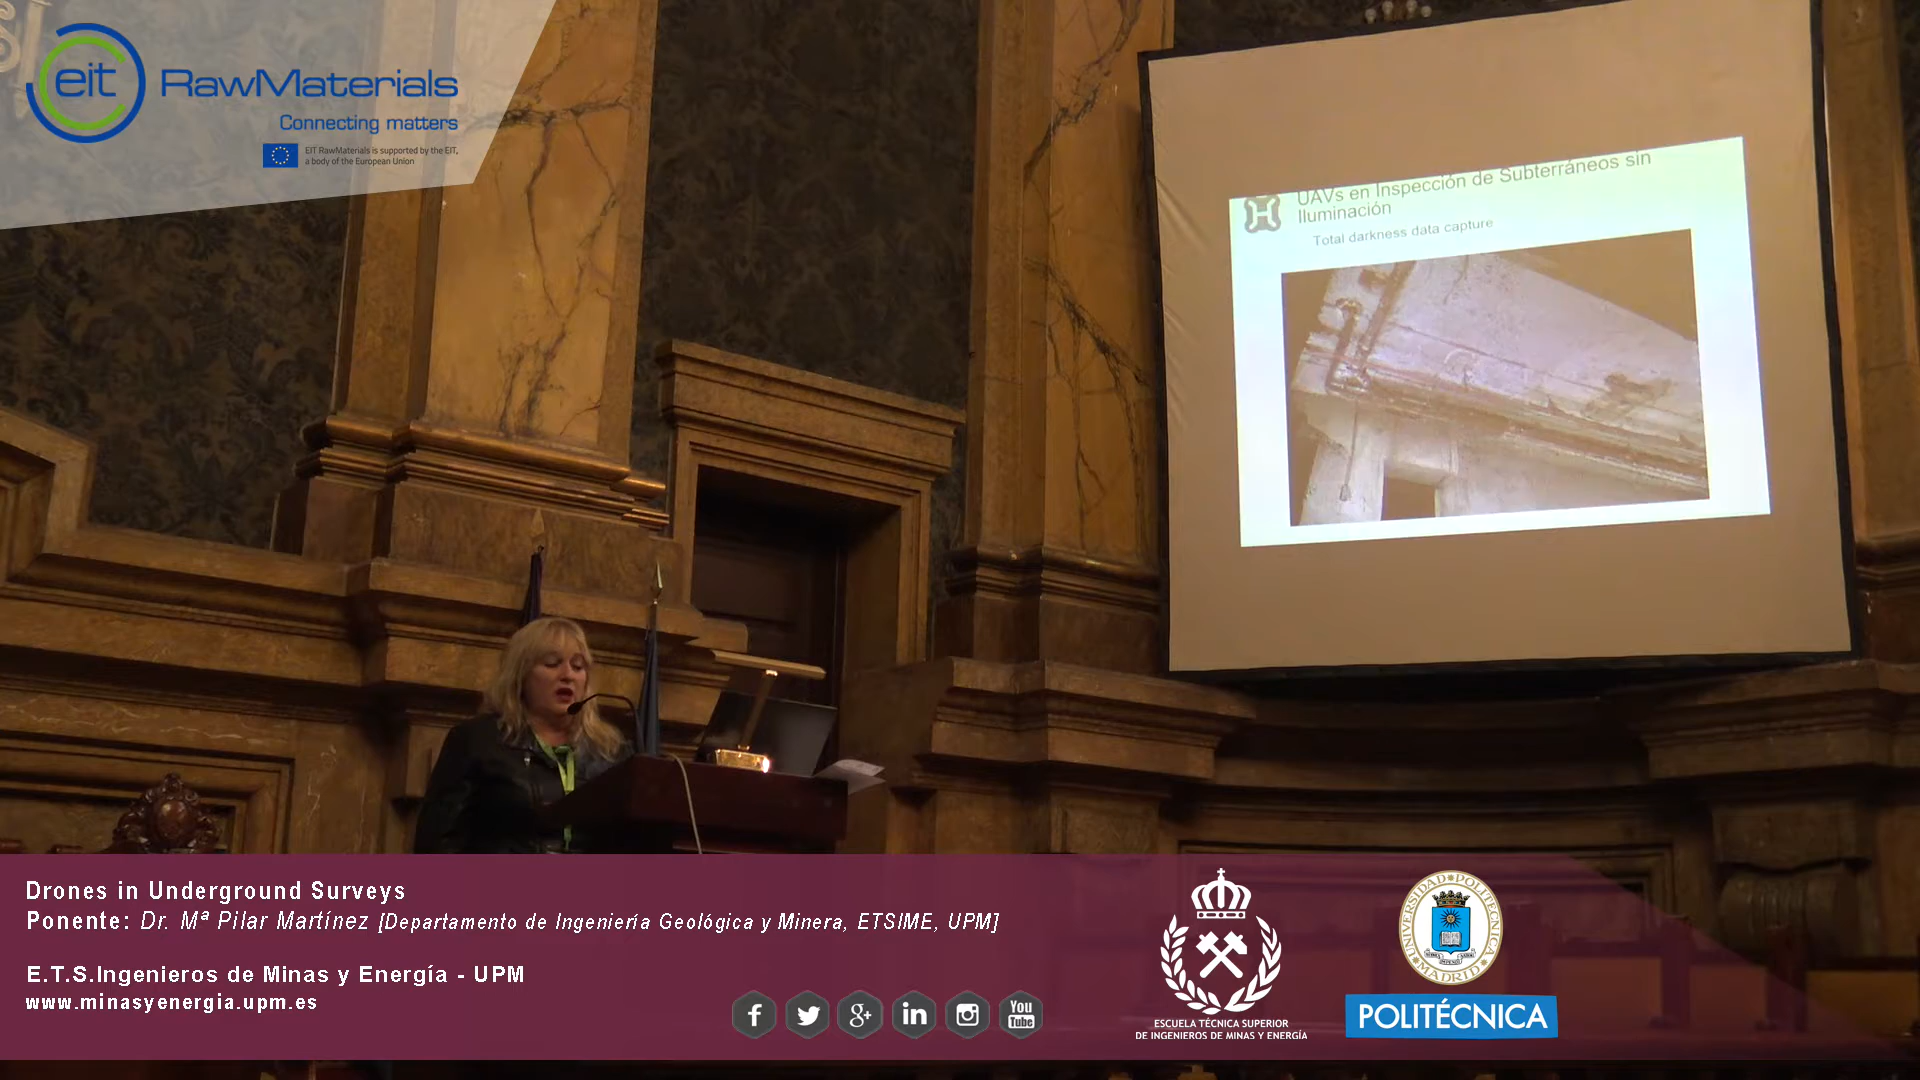 eit RawMaterials
Connecting matters
EIT RawMaterials is supported by the EIT,
a body of the European Union
UAVs en Inspección de Subterráneos sin
Iluminación
Total darkness data capture
Drones in Underground Surveys
Ponente: Dr. Mª Pilar Martínez [Departamento de Ingeniería Geológica y Minera, ETSIME, UPM]
E.T.S.Ingenieros de Minas y Energía - UPM
www.minasyenergia.upm.es
f
g+
in
You
Tube
ESCUELA TÉCNICA SUPERIOR
DE INGENIEROS DE MINAS Y ENERGÍA
UNIVERSIDAD POLITÉCNICA
MADRID
POLITÉCNICA